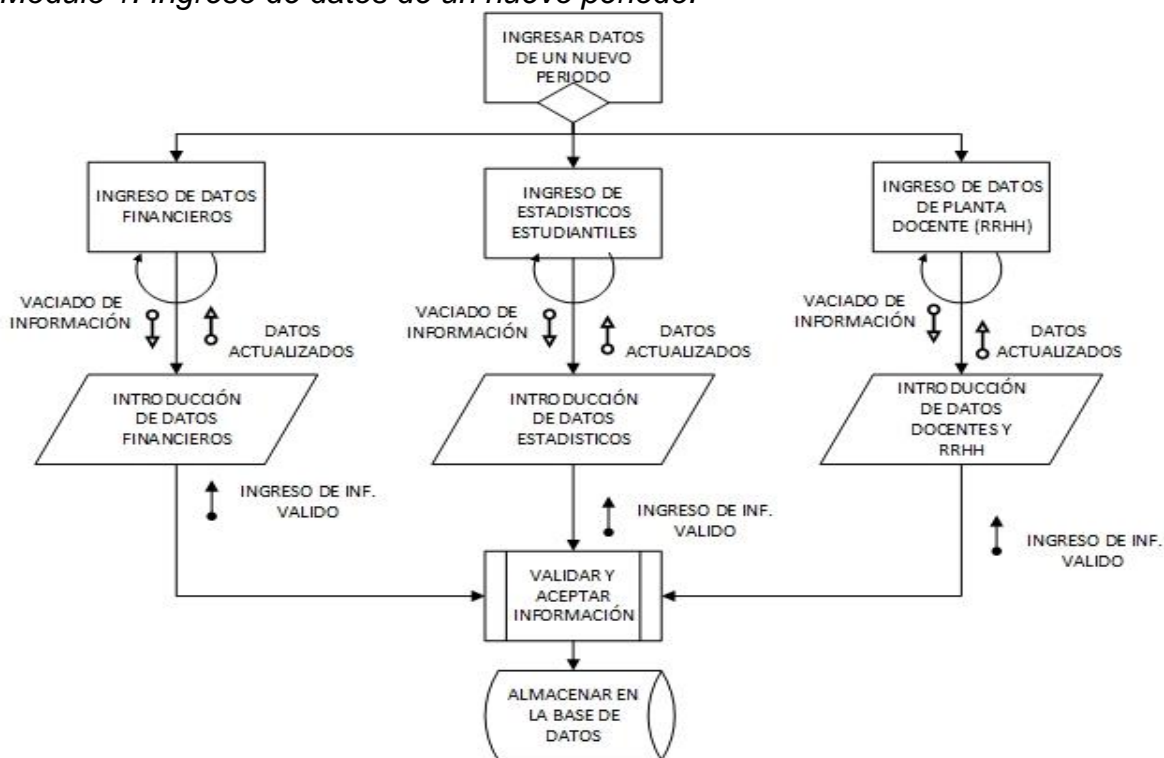 Módulo 1. Ingreso de datos de un nuevo período.
INGRESAR DATOS
DE UN NUEVO
PERIODO
INGRESO DE DATOS
FINANCIEROS
INGRESO DE
ESTADISTICOS
ESTUDIANTILES
INGRESO DE DATOS
DE PLANTA
DOCENTE (RRHH)
VACIADO DE
INFORMACIÓN
DATOS
ACTUALIZADOS
VACIADO DE
INFORMACIÓN
DATOS
ACTUALIZADOS
VACIADO DE
INFORMACIÓN
DATOS
ACTUALIZADOS
INTRODUCCIÓN
DE DATOS
FINANCIEROS
INTRODUCCIÓN
DE DATOS
ESTADISTICOS
INTRODUCCIÓN
DE DATOS
DOCENTES Y
RRHH
INGRESO DE INF.
VALIDO
INGRESO DE INF.
VALIDO
INGRESO DE INF.
VALIDO
VALIDAR Y
ACEPTAR
INFORMACIÓN
ALMACENAR EN
LA BASE DE
DATOS